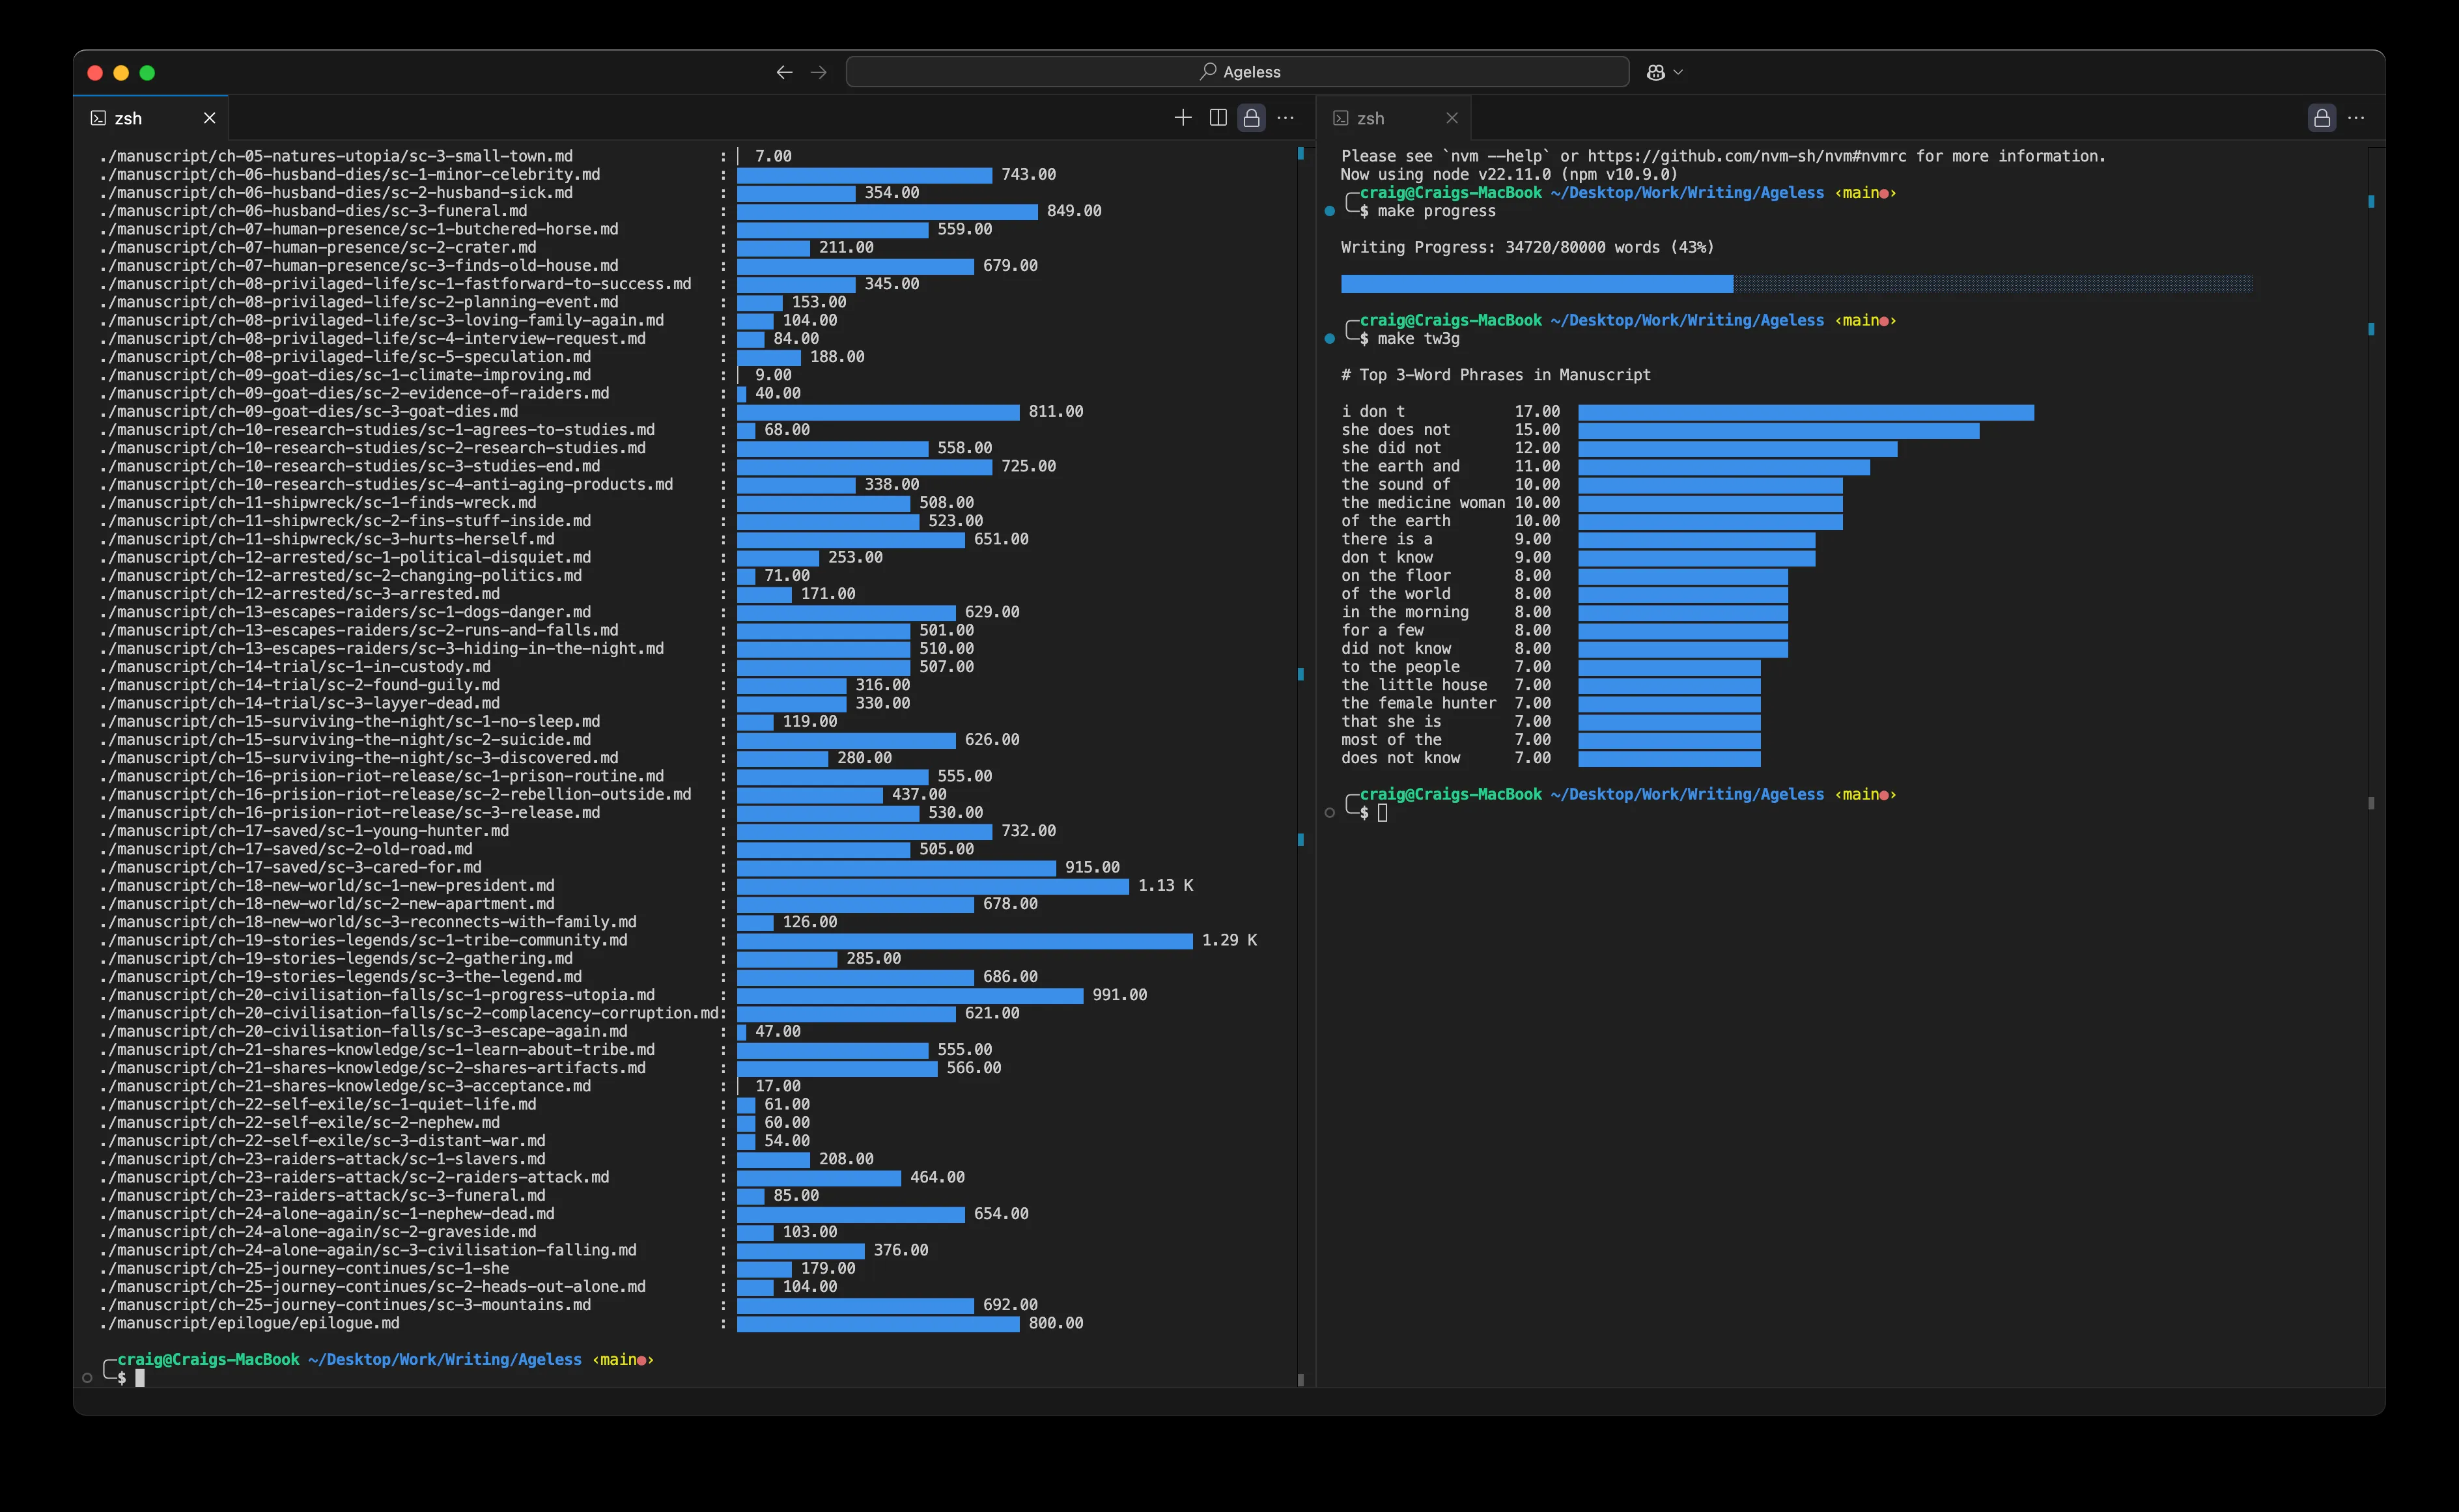 Ageless
zsh
./manuscript/ch-05-natures-utopia/sc-3-small-town.md : 7.00
./manuscript/ch-06-husband-dies/sc-1-minor-celebrity.md : 743.00
./manuscript/ch-06-husband-dies/sc-2-husband-sick.md : 354.00
./manuscript/ch-06-husband-dies/sc-3-funeral.md : 849.00
./manuscript/ch-07-human-presence/sc-1-butchered-horse.md : 559.00
./manuscript/ch-07-human-presence/sc-2-crater.md : 211.00
./manuscript/ch-07-human-presence/sc-3-finds-old-house.md : 679.00
./manuscript/ch-08-privilaged-life/sc-1-fastforward-to-success.md : 345.00
./manuscript/ch-08-privilaged-life/sc-2-planning-event.md : 153.00
./manuscript/ch-08-privilaged-life/sc-3-loving-family-again.md : 104.00
./manuscript/ch-08-privilaged-life/sc-4-interview-request.md : 84.00
./manuscript/ch-08-privilaged-life/sc-5-speculation.md : 188.00
./manuscript/ch-09-goat-dies/sc-1-climate-improving.md : 9.00
./manuscript/ch-09-goat-dies/sc-2-evidence-of-raiders.md : 40.00
./manuscript/ch-09-goat-dies/sc-3-goat-dies.md : 811.00
./manuscript/ch-10-research-studies/sc-1-agrees-to-studies.md : 68.00
./manuscript/ch-10-research-studies/sc-2-research-studies.md : 558.00
./manuscript/ch-10-research-studies/sc-3-studies-end.md : 725.00
./manuscript/ch-10-research-studies/sc-4-anti-aging-products.md : 338.00
./manuscript/ch-11-shipwreck/sc-1-finds-wreck.md : 508.00
./manuscript/ch-11-shipwreck/sc-2-fins-stuff-inside.md : 523.00
./manuscript/ch-11-shipwreck/sc-3-hurts-herself.md : 651.00
./manuscript/ch-12-arrested/sc-1-political-disquiet.md : 253.00
./manuscript/ch-12-arrested/sc-2-changing-politics.md : 71.00
./manuscript/ch-12-arrested/sc-3-arrested.md : 171.00
./manuscript/ch-13-escapes-raiders/sc-1-dogs-danger.md : 629.00
./manuscript/ch-13-escapes-raiders/sc-2-runs-and-falls.md : 501.00
./manuscript/ch-13-escapes-raiders/sc-3-hiding-in-the-night.md : 510.00
./manuscript/ch-14-trial/sc-1-in-custody.md : 507.00
./manuscript/ch-14-trial/sc-2-found-guily.md : 316.00
./manuscript/ch-14-trial/sc-3-layyer-dead.md : 330.00
./manuscript/ch-15-surviving-the-night/sc-1-no-sleep.md : 119.00
./manuscript/ch-15-surviving-the-night/sc-2-suicide.md : 626.00
./manuscript/ch-15-surviving-the-night/sc-3-discovered.md : 280.00
./manuscript/ch-16-prision-riot-release/sc-1-prison-routine.md : 555.00
./manuscript/ch-16-prision-riot-release/sc-2-rebellion-outside.md : 437.00
./manuscript/ch-16-prision-riot-release/sc-3-release.md : 530.00
./manuscript/ch-17-saved/sc-1-young-hunter.md : 732.00
./manuscript/ch-17-saved/sc-2-old-road.md : 505.00
./manuscript/ch-17-saved/sc-3-cared-for.md : 915.00
./manuscript/ch-18-new-world/sc-1-new-president.md : 1.13 K
./manuscript/ch-18-new-world/sc-2-new-apartment.md : 678.00
./manuscript/ch-18-new-world/sc-3-reconnects-with-family.md : 126.00
./manuscript/ch-19-stories-legends/sc-1-tribe-community.md : 1.29 K
./manuscript/ch-19-stories-legends/sc-2-gathering.md : 285.00
./manuscript/ch-19-stories-legends/sc-3-the-legend.md : 686.00
./manuscript/ch-20-civilisation-falls/sc-1-progress-utopia.md : 991.00
./manuscript/ch-20-civilisation-falls/sc-2-complacency-corruption.md: 621.00
./manuscript/ch-20-civilisation-falls/sc-3-escape-again.md : 47.00
./manuscript/ch-21-shares-knowledge/sc-1-learn-about-tribe.md : 555.00
./manuscript/ch-21-shares-knowledge/sc-2-shares-artifacts.md : 566.00
./manuscript/ch-21-shares-knowledge/sc-3-acceptance.md : 17.00
./manuscript/ch-22-self-exile/sc-1-quiet-life.md : 61.00
./manuscript/ch-22-self-exile/sc-2-nephew.md : 60.00
./manuscript/ch-22-self-exile/sc-3-distant-war.md : 54.00
./manuscript/ch-23-raiders-attack/sc-1-slavers.md : 208.00
./manuscript/ch-23-raiders-attack/sc-2-raiders-attack.md : 464.00
./manuscript/ch-23-raiders-attack/sc-3-funeral.md : 85.00
./manuscript/ch-24-alone-again/sc-1-nephew-dead.md : 654.00
./manuscript/ch-24-alone-again/sc-2-graveside.md : 103.00
./manuscript/ch-24-alone-again/sc-3-civilisation-falling.md : 376.00
./manuscript/ch-25-journey-continues/sc-1-she : 179.00
./manuscript/ch-25-journey-continues/sc-2-heads-out-alone.md : 104.00
./manuscript/ch-25-journey-continues/sc-3-mountains.md : 692.00
./manuscript/epilogue/epilogue.md : 800.00
craig@Craigs-MacBook ~/Desktop/Work/Writing/Ageless ‹main●›
$
zsh
Please see `nvm --help` or https://github.com/nvm-sh/nvm#nvmrc for more information.
Now using node v22.11.0 (npm v10.9.0)
craig@Craigs-MacBook ~/Desktop/Work/Writing/Ageless ‹main●›
$ make progress
Writing Progress: 34720/80000 words (43%)
craig@Craigs-MacBook ~/Desktop/Work/Writing/Ageless ‹main●›
$ make tw3g
# Top 3-Word Phrases in Manuscript
i don t 17.00
she does not 15.00
she did not 12.00
the earth and 11.00
the sound of 10.00
the medicine woman 10.00
of the earth 10.00
there is a 9.00
don t know 9.00
on the floor 8.00
of the world 8.00
in the morning 8.00
for a few 8.00
did not know 8.00
to the people 7.00
the little house 7.00
the female hunter 7.00
that she is 7.00
most of the 7.00
does not know 7.00
craig@Craigs-MacBook ~/Desktop/Work/Writing/Ageless ‹main●›
$